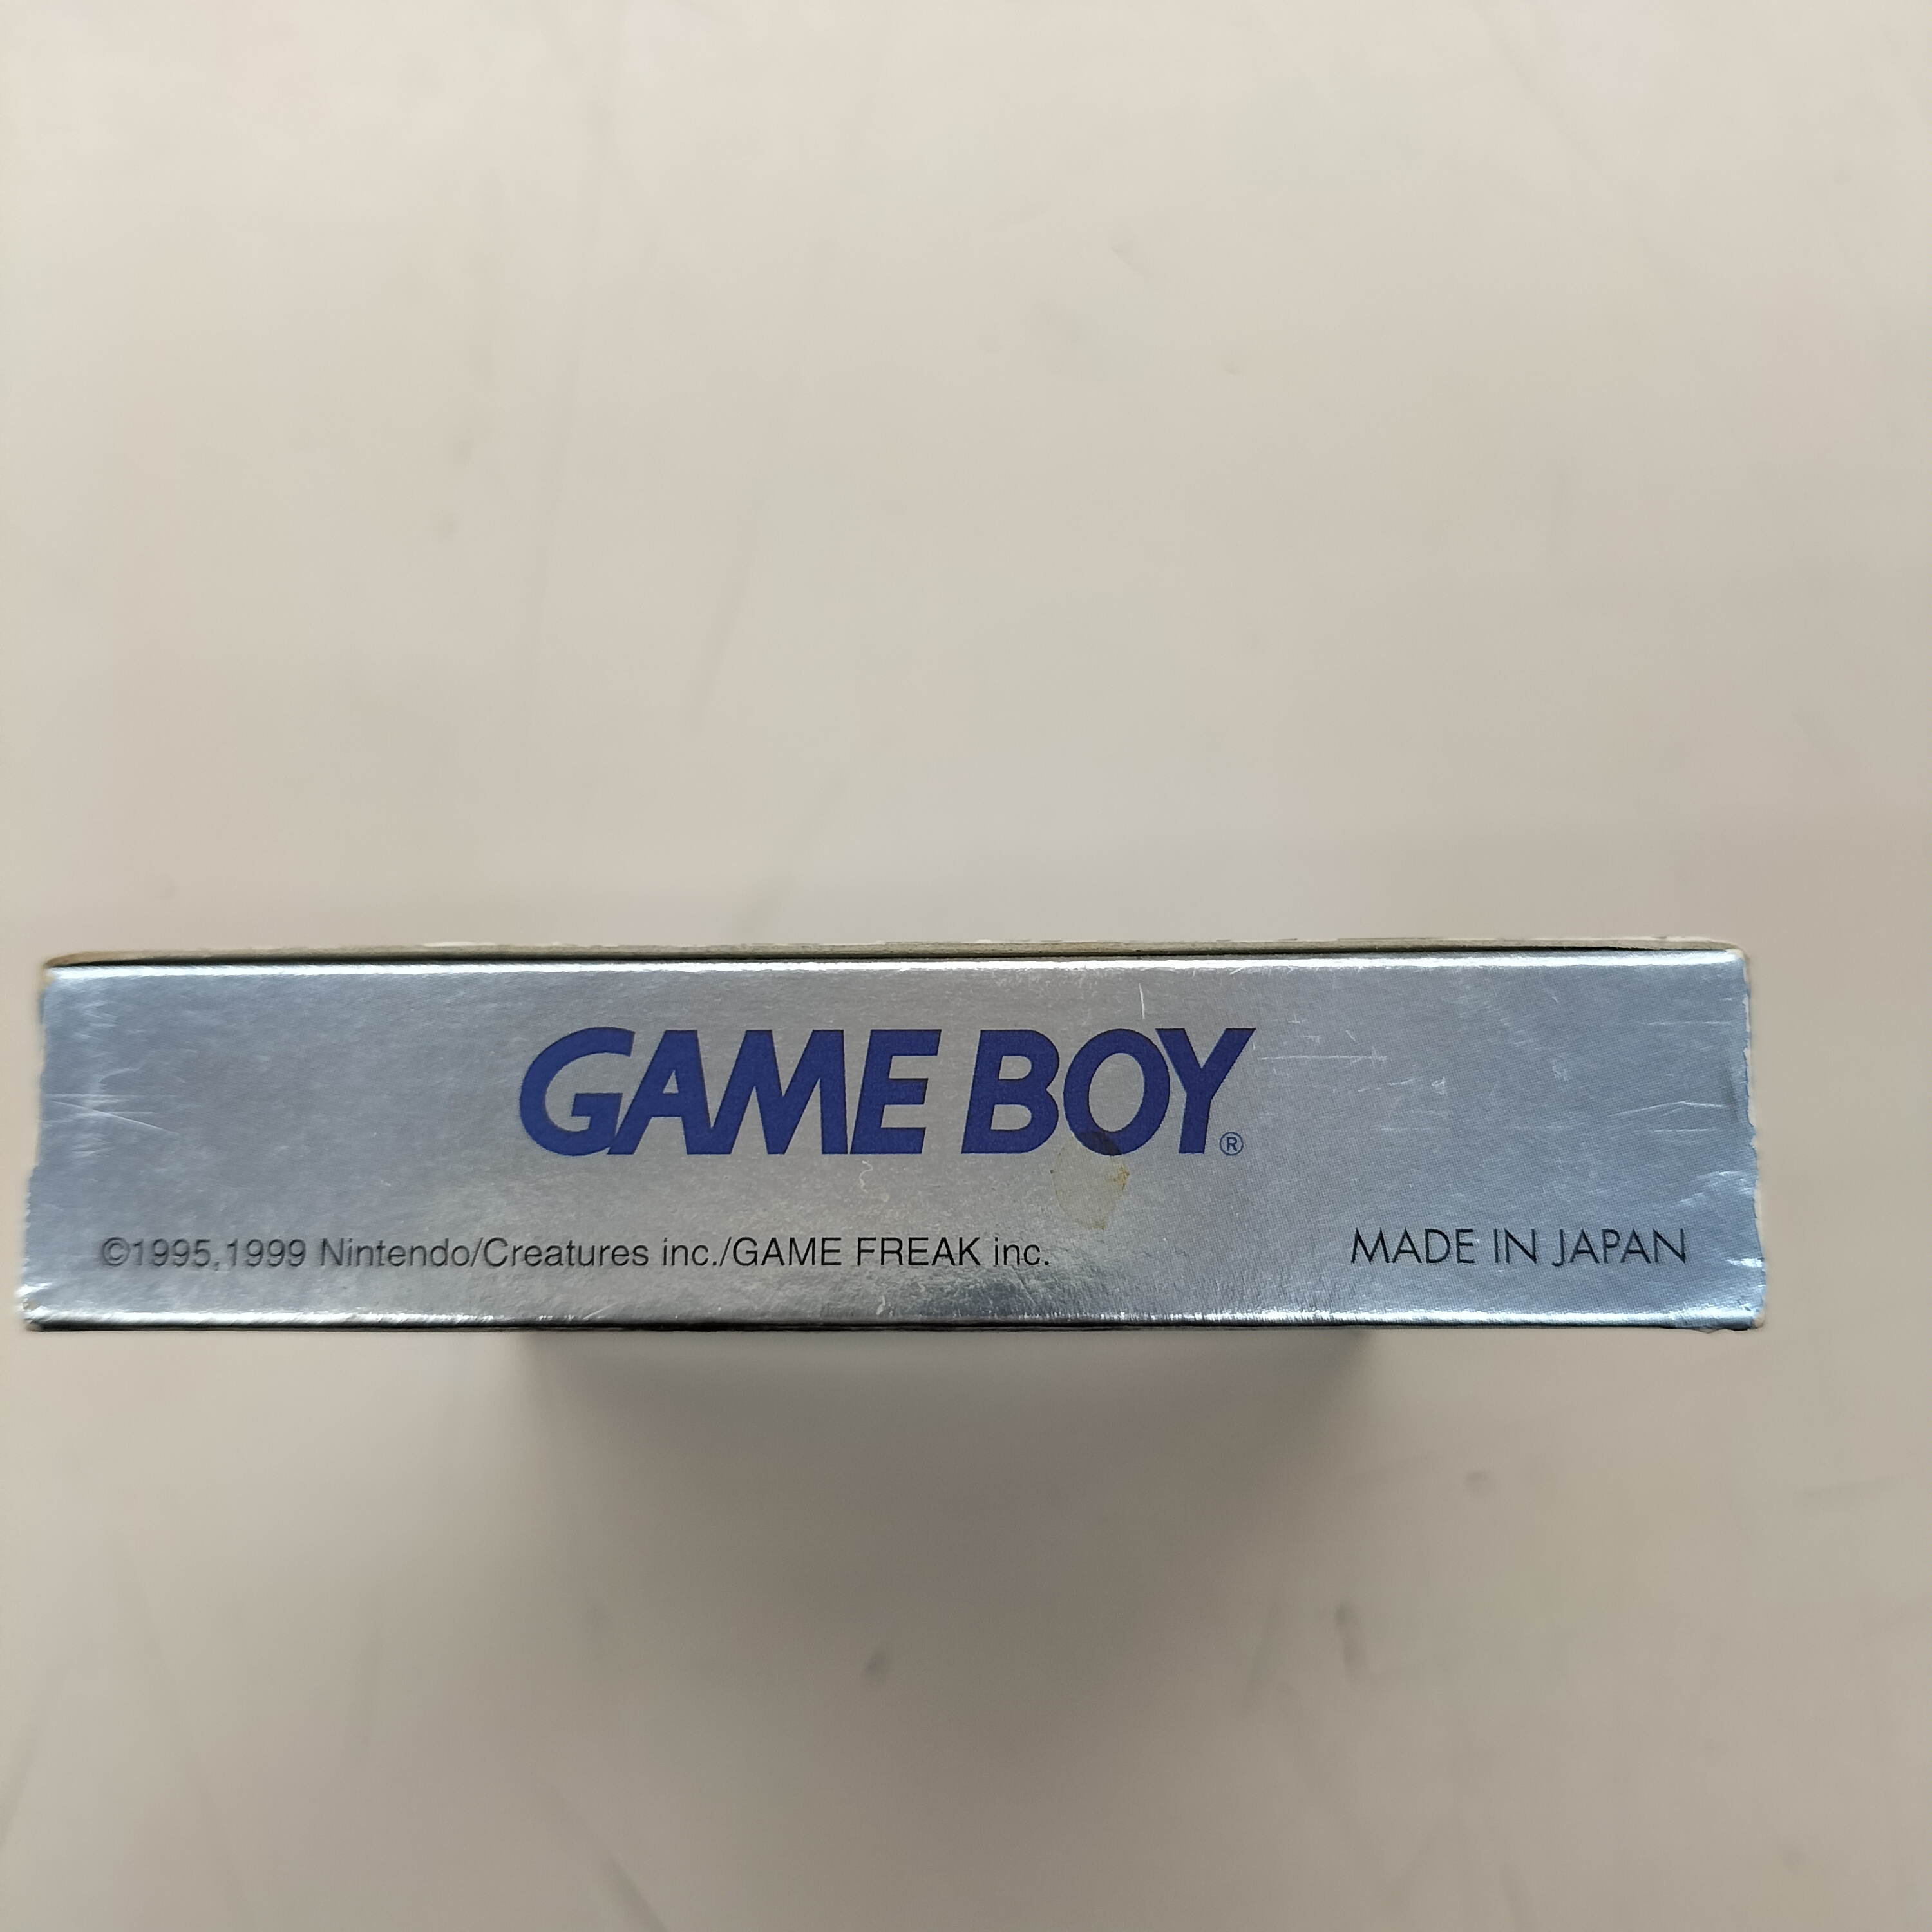 GAME BOY®
©1995,1999 Nintendo/Creatures inc./GAME FREAK inc.
MADE IN JAPAN